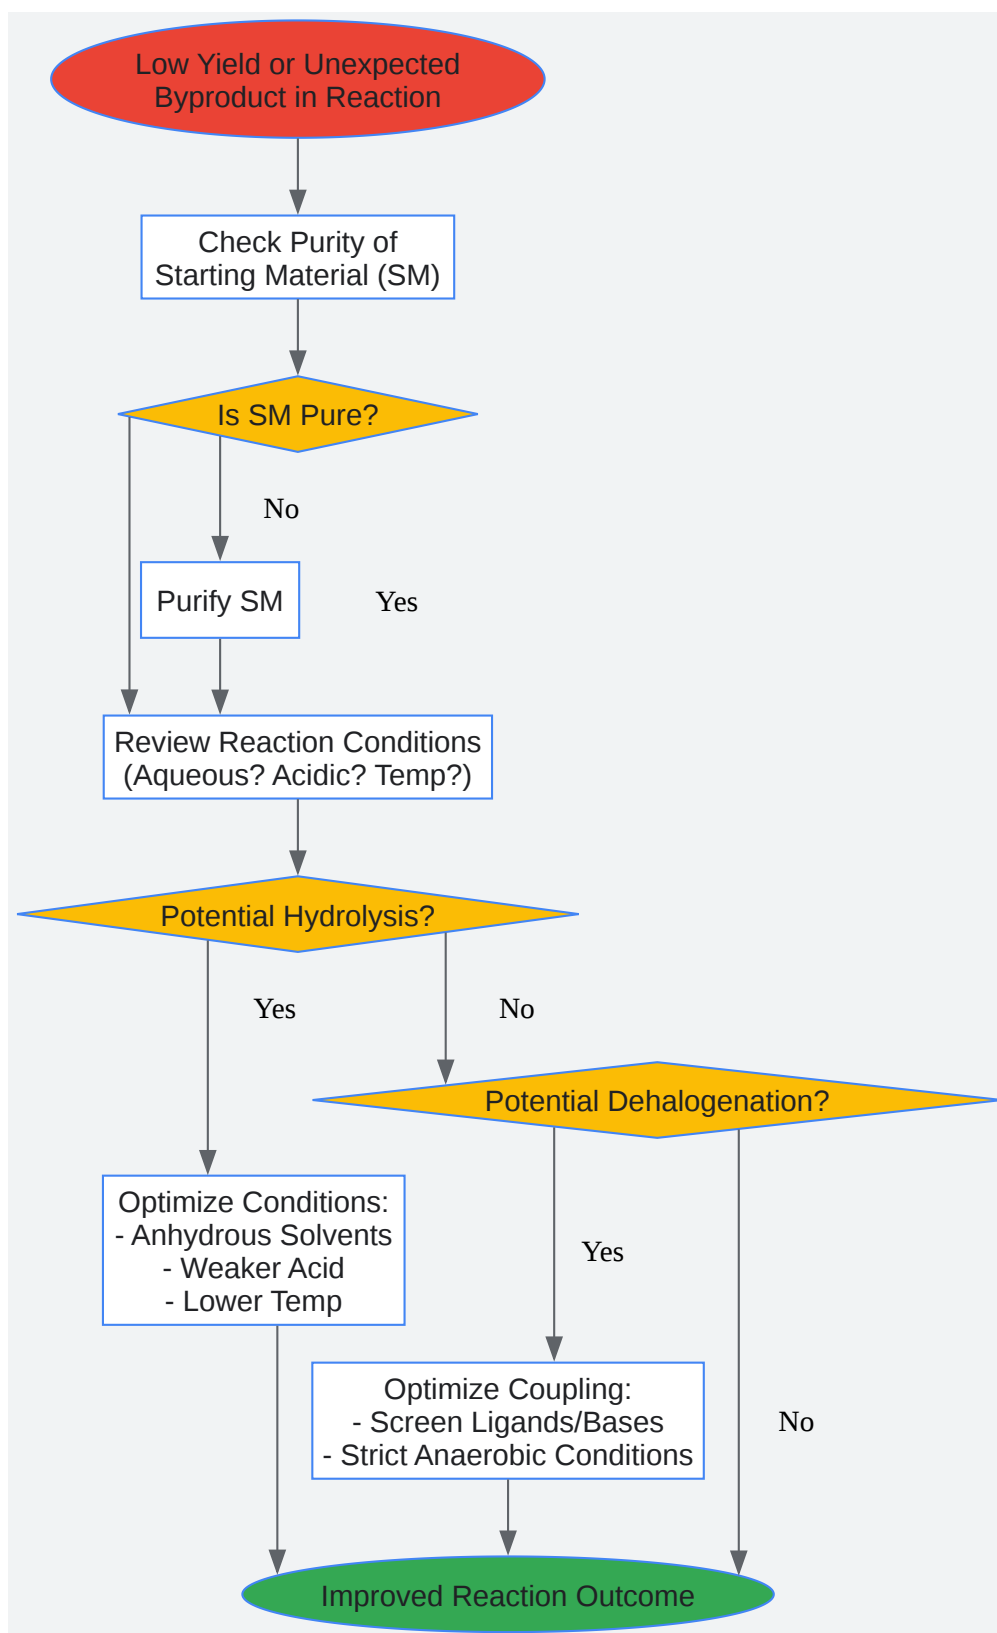 Low Yield or Unexpected
Byproduct in Reaction
Check Purity of
Starting Material (SM)
Is SM Pure?
No
Purify SM
Yes
Review Reaction Conditions
(Aqueous? Acidic? Temp?)
Potential Hydrolysis?
Yes
No
Potential Dehalogenation?
Optimize Conditions:
- Anhydrous Solvents
- Weaker Acid
- Lower Temp
Yes
Optimize Coupling:
- Screen Ligands/Bases
- Strict Anaerobic Conditions
No
Improved Reaction Outcome